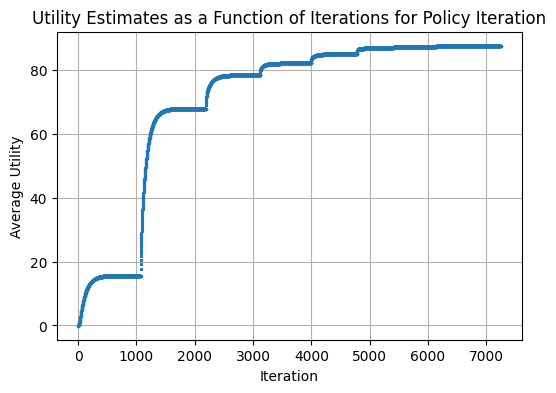 Utility Estimates as a Function of Iterations for Policy Iteration
80
60
40
20
0
Average Utility
0 1000 2000 3000 4000 5000 6000 7000
Iteration